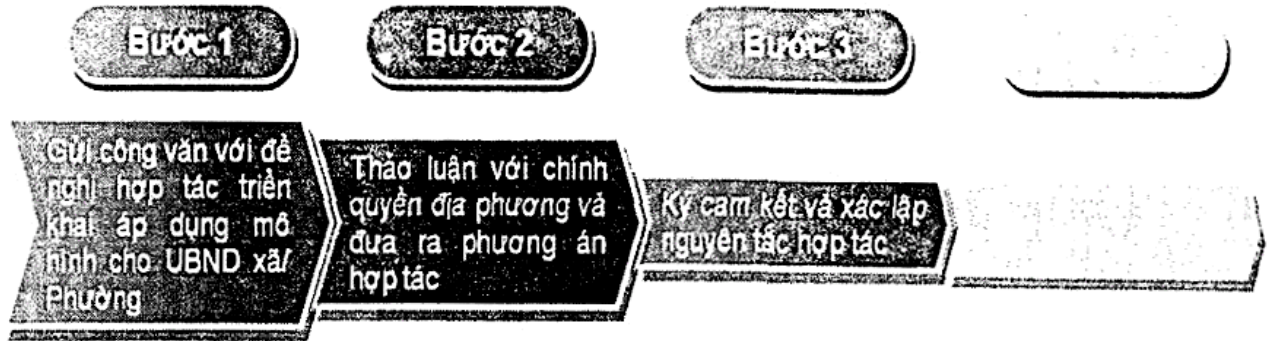 Bước 1
Bước 2
Bước 3
Gửi công văn với đề
nghị hợp tác triển
khai áp dụng mô
hình cho UBND xã/
Phường
Thảo luận với chính
quyền địa phương và
đưa ra phương án
hợp tác
Ký cam kết và xác lập
nguyên tắc hợp tác